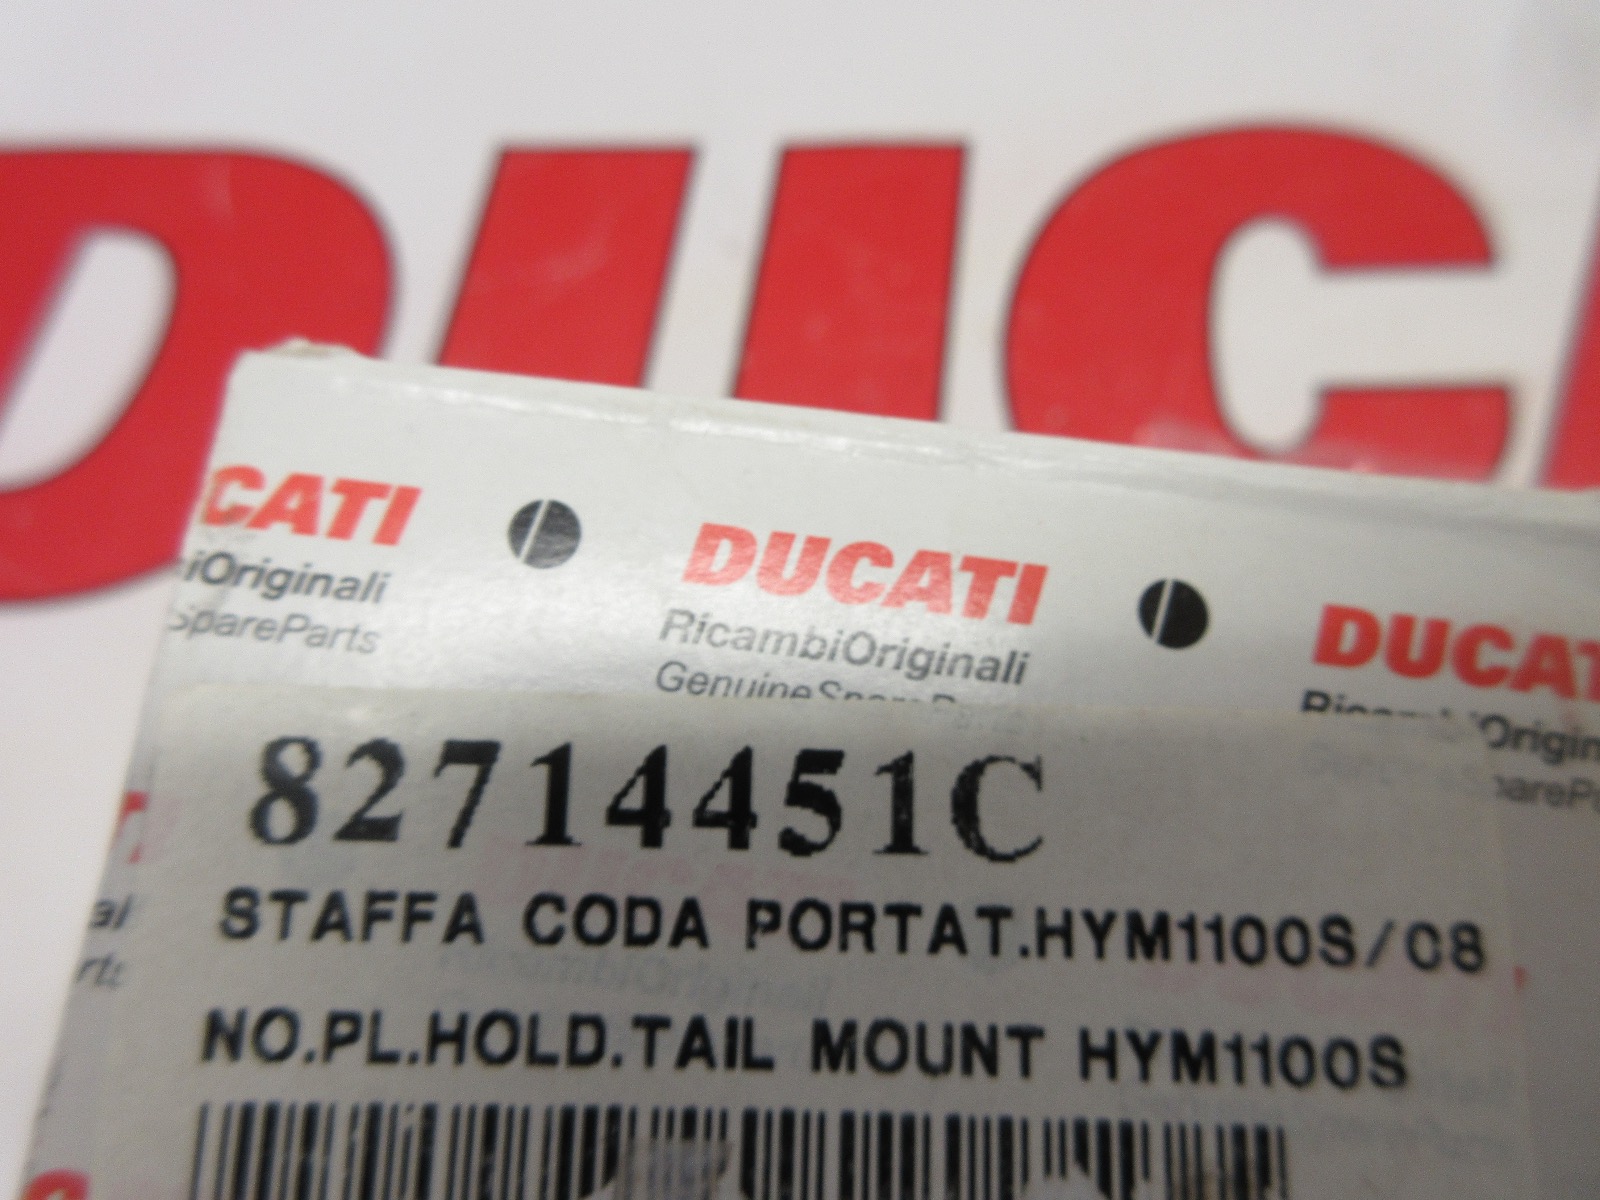 DUC
CATI DUCATI DUCAT
iOriginali RicambiOriginali
SpareParts Genuine
82714451C
STAFFA CODA PORTAT.HYM1100S/08
NO.PL.HOLD.TAIL MOUNT HYM1100S